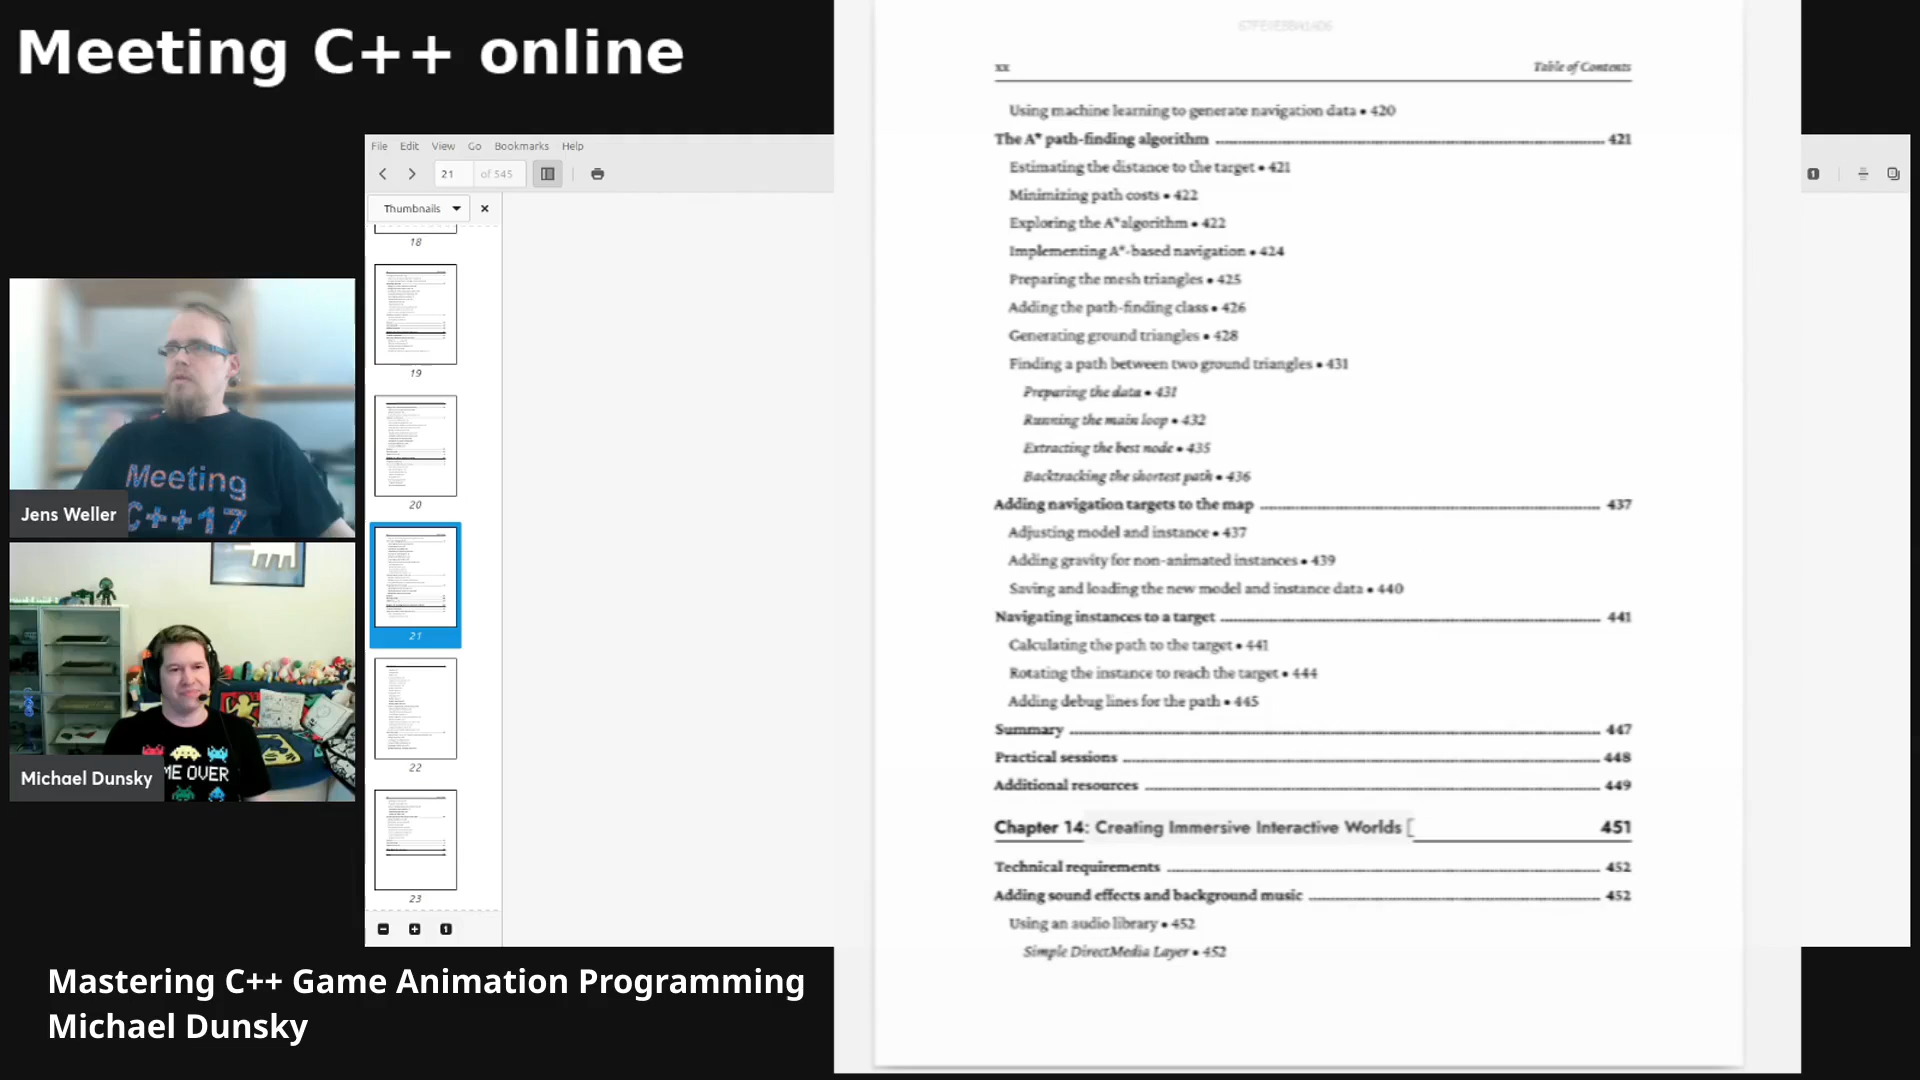 Meeting C++ online
File Edit View Go Bookmarks Help
21 of 545
Thumbnails
18
19
20
21
22
23
Meeting
C++17
Jens Weller
ME OVER
Michael Dunsky
Mastering C++ Game Animation Programming
Michael Dunsky
xx Table of Contents
Using machine learning to generate navigation data • 420
The A* path-finding algorithm 421
Estimating the distance to the target • 421
Minimizing path costs • 422
Exploring the A*algorithm • 422
Implementing A*-based navigation • 424
Preparing the mesh triangles • 425
Adding the path-finding class • 426
Generating ground triangles • 428
Finding a path between two ground triangles • 431
Preparing the data • 431
Running the main loop • 432
Extracting the best node • 435
Backtracking the shortest path • 436
Adding navigation targets to the map 437
Adjusting model and instance • 437
Adding gravity for non-animated instances • 439
Saving and loading the new model and instance data • 440
Navigating instances to a target 441
Calculating the path to the target • 441
Rotating the instance to reach the target • 444
Adding debug lines for the path • 445
Summary 447
Practical sessions 448
Additional resources 449
Chapter 14: Creating Immersive Interactive Worlds [ 451
Technical requirements 452
Adding sound effects and background music 452
Using an audio library • 452
Simple DirectMedia Layer • 452